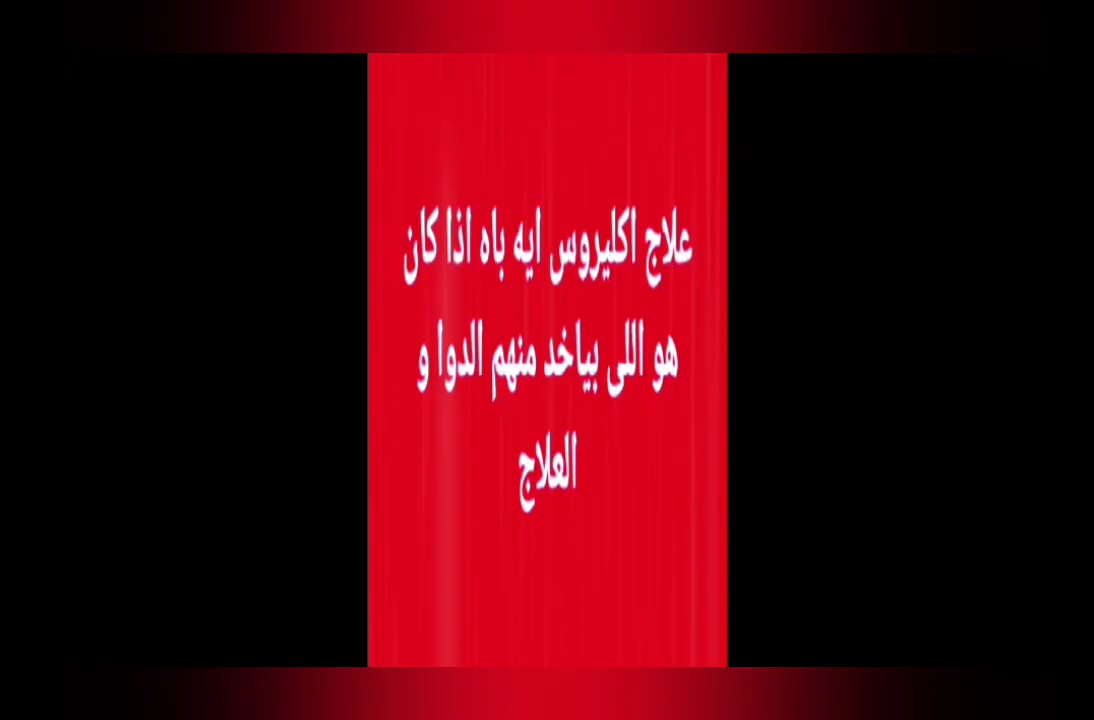 علاج اكليروس ايه باه اذا كان
هو اللى بياخد منهم الدوا و
العلاج